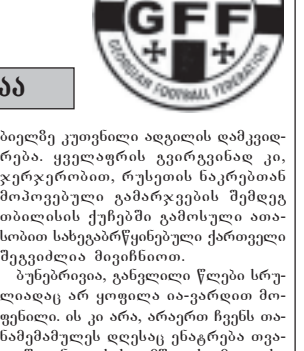 GFF
GEORGIAN FOOTBALL FEDERATION
აა
ბიელზე კუთვნილი ადგილის დამკვიდ-
რება. ყველაფრის გვირგვინად კი,
ჯერჯერობით, რუსეთის ნაკრებთან
მოპოვებული გამარჯვების შემდეგ
თბილისის ქუჩებში გამოსული ათა-
სობით სახეგაბრწყინებული ქართველი
შეგვიძლია მივიჩნიოთ.
ბუნებრივია, განვლილი წლები სრუ-
ლიადაც არ ყოფილა ია-ვარდით მო-
ფენილი. ის კი არა, არაერთ ჩვენს თა-
ნამემამულეს დღესაც ენატრება თვა-